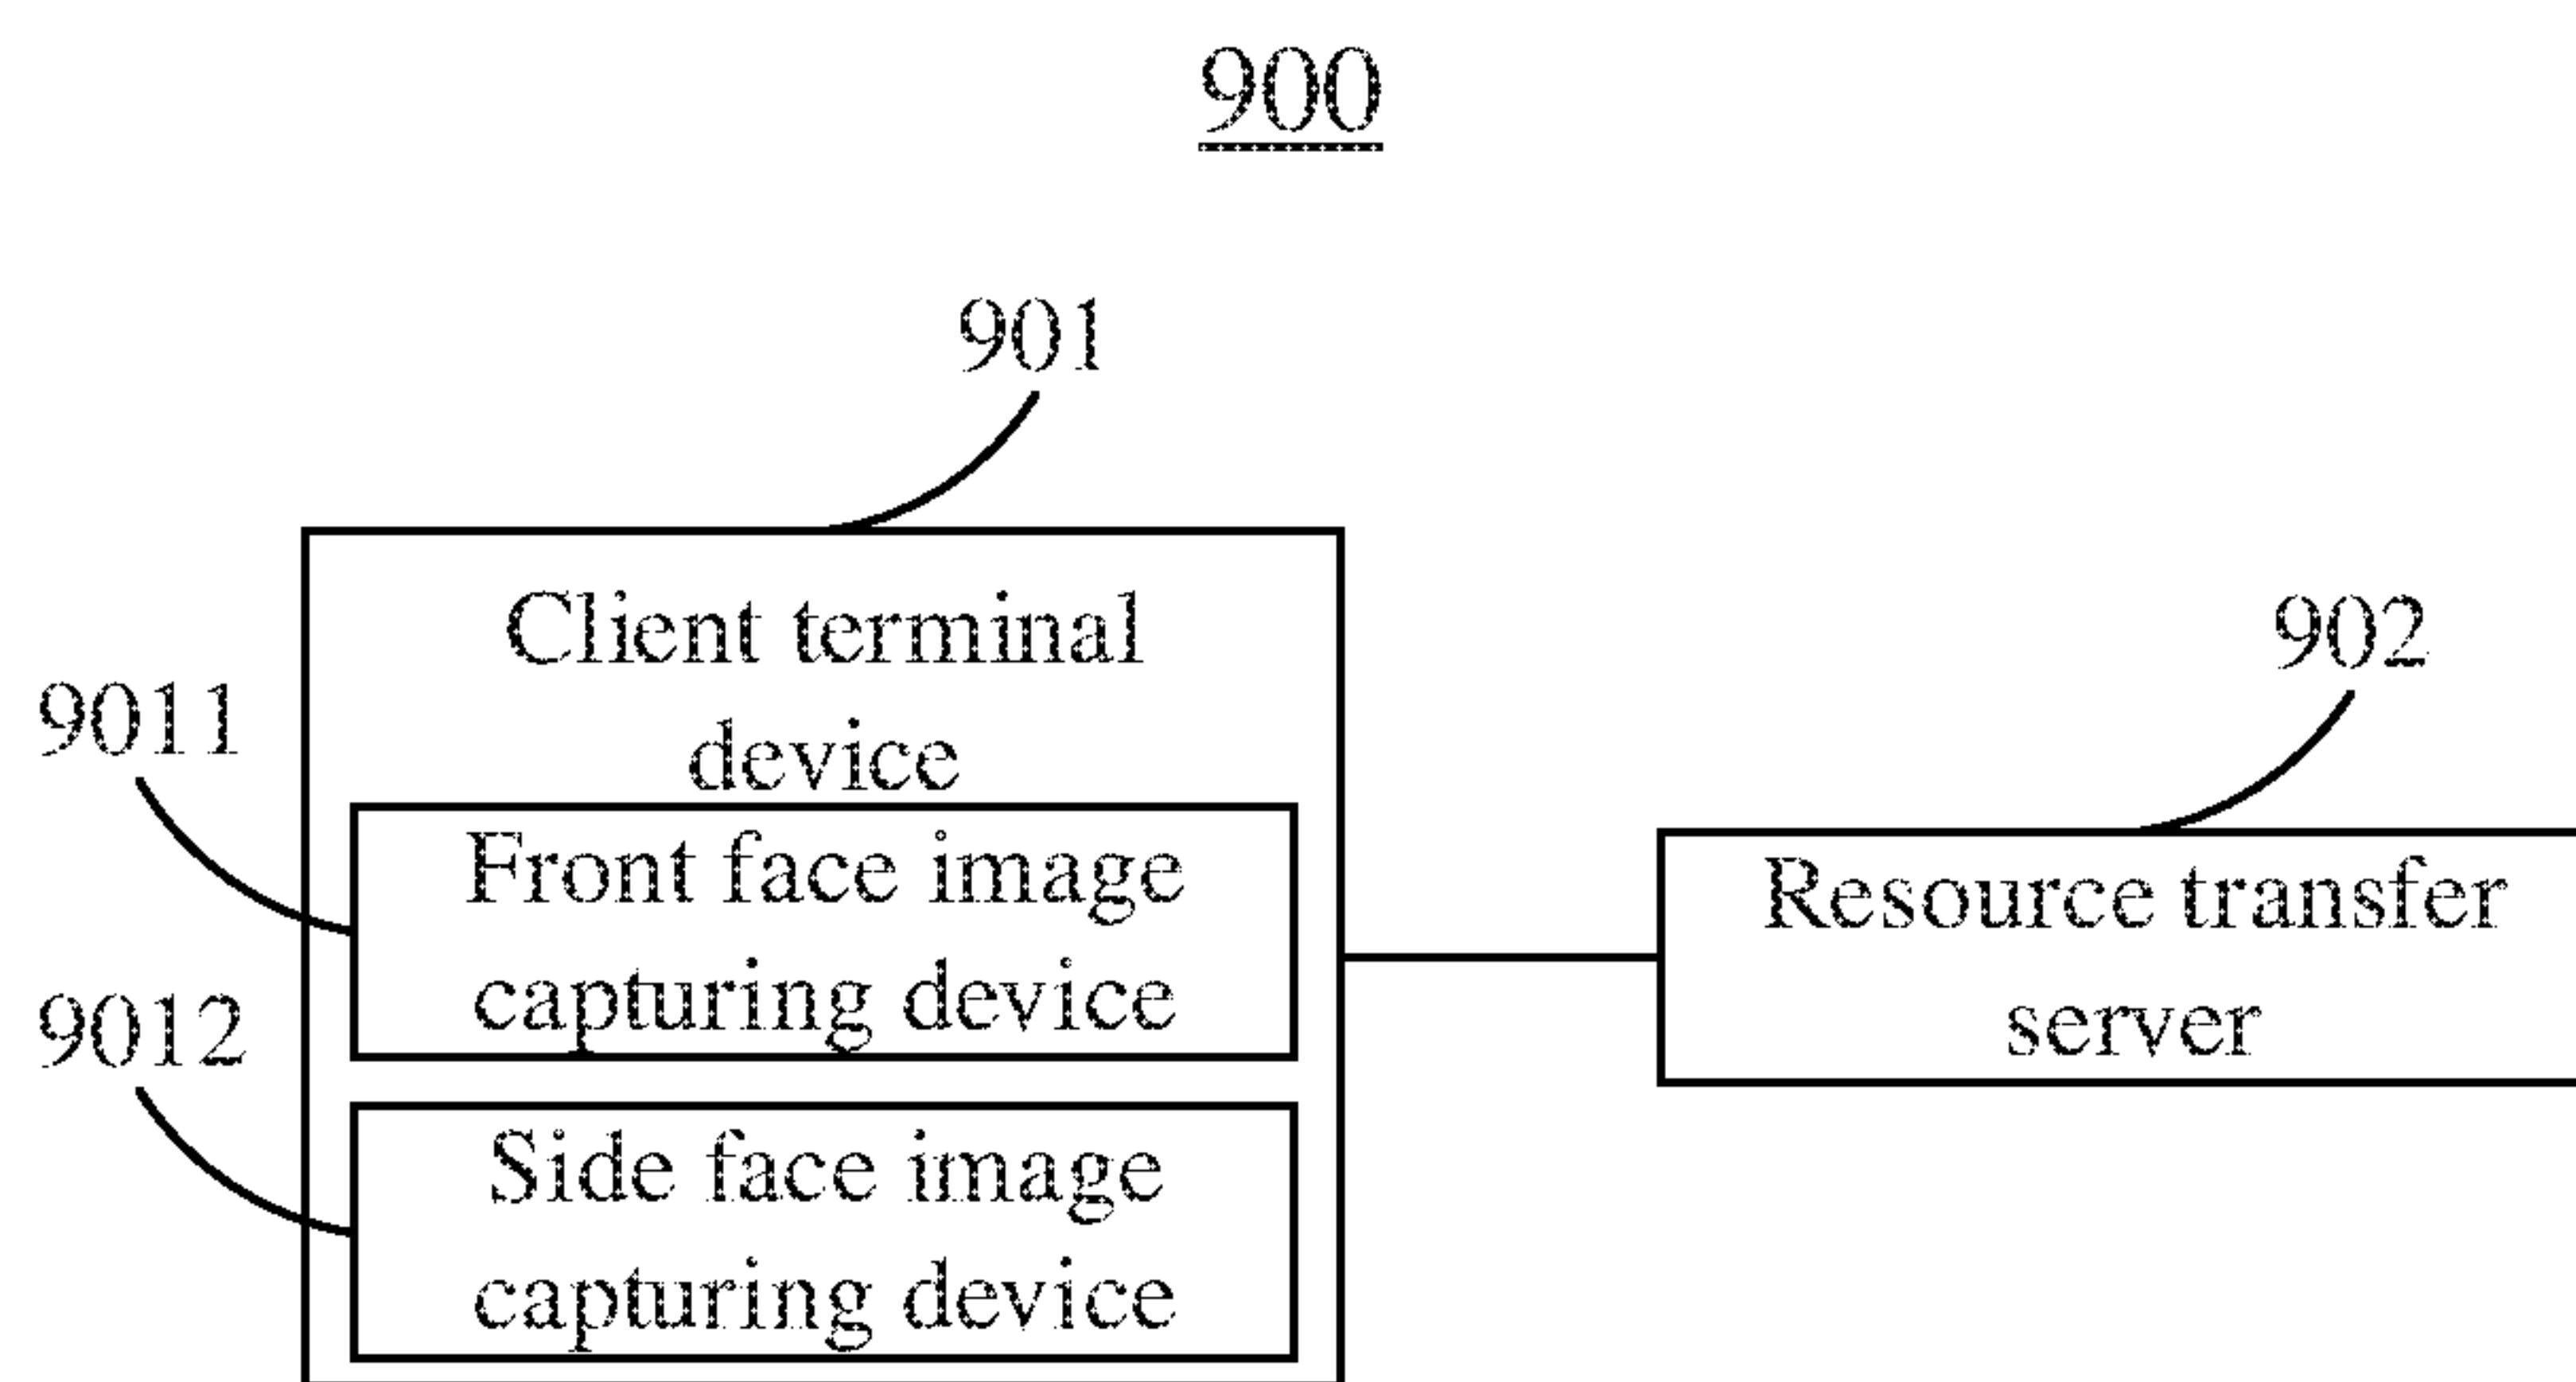 900
901
Client terminal
device
902
9011
Front face image
capturing device
Resource transfer
server
9012
Side face image
capturing device